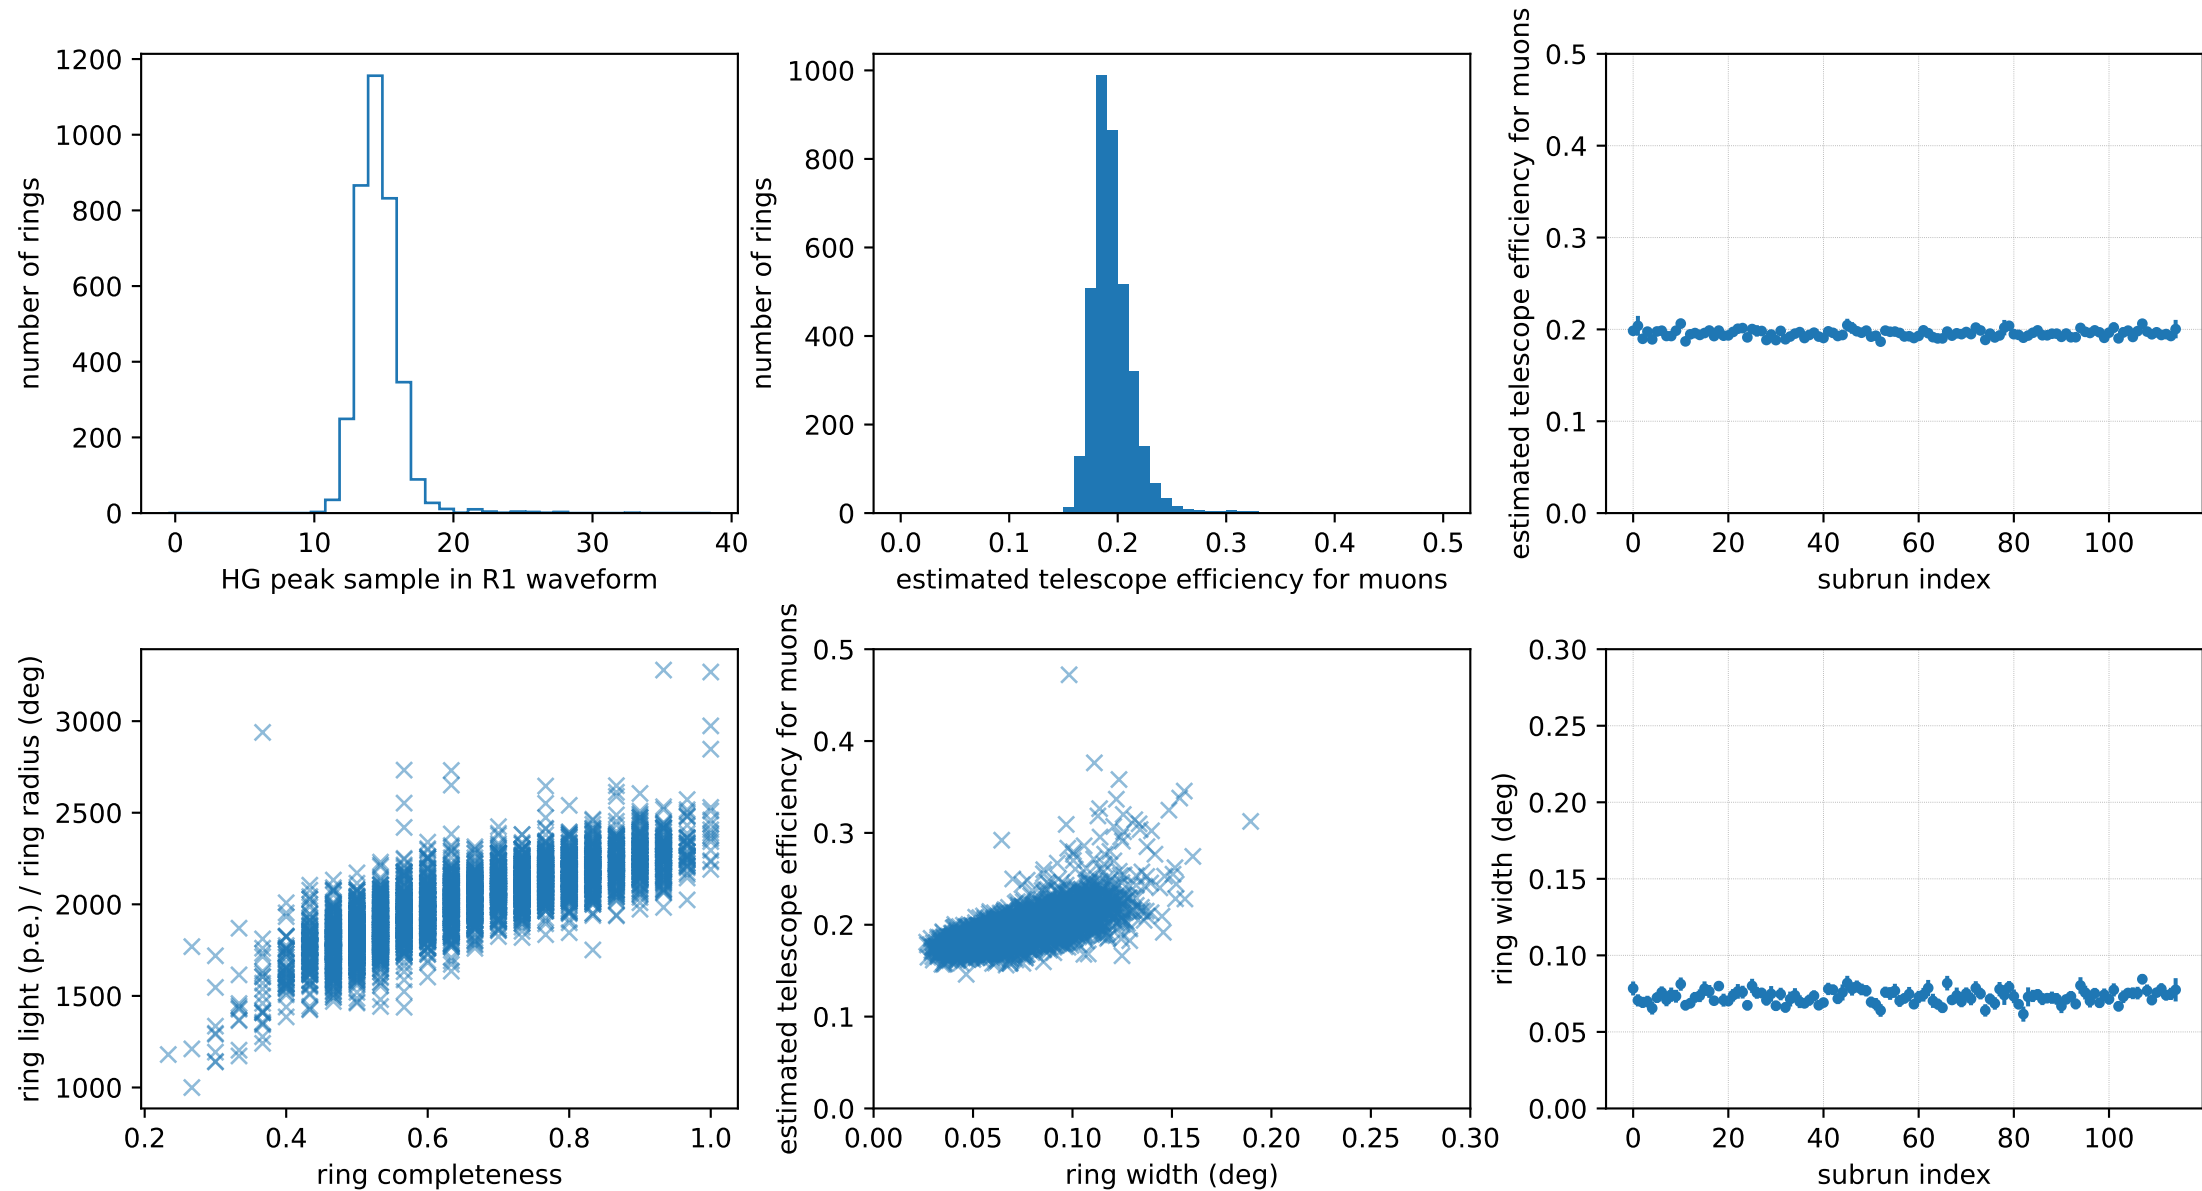 1200
1000
800
600
400
200
0
number of rings
0 10 20 30 40
HG peak sample in R1 waveform
1000
800
600
400
200
0
number of rings
0.0 0.1 0.2 0.3 0.4 0.5
estimated telescope efficiency for muons
0.5
0.4
0.3
0.2
0.1
0.0
estimated telescope efficiency for muons
0 20 40 60 80 100
subrun index
3000
2500
2000
1500
1000
ring light (p.e.) / ring radius (deg)
0.2 0.4 0.6 0.8 1.0
ring completeness
0.5
0.4
0.3
0.2
0.1
0.0
estimated telescope efficiency for muons
0.00 0.05 0.10 0.15 0.20 0.25 0.30
ring width (deg)
0.30
0.25
0.20
0.15
0.10
0.05
0.00
ring width (deg)
0 20 40 60 80 100
subrun index